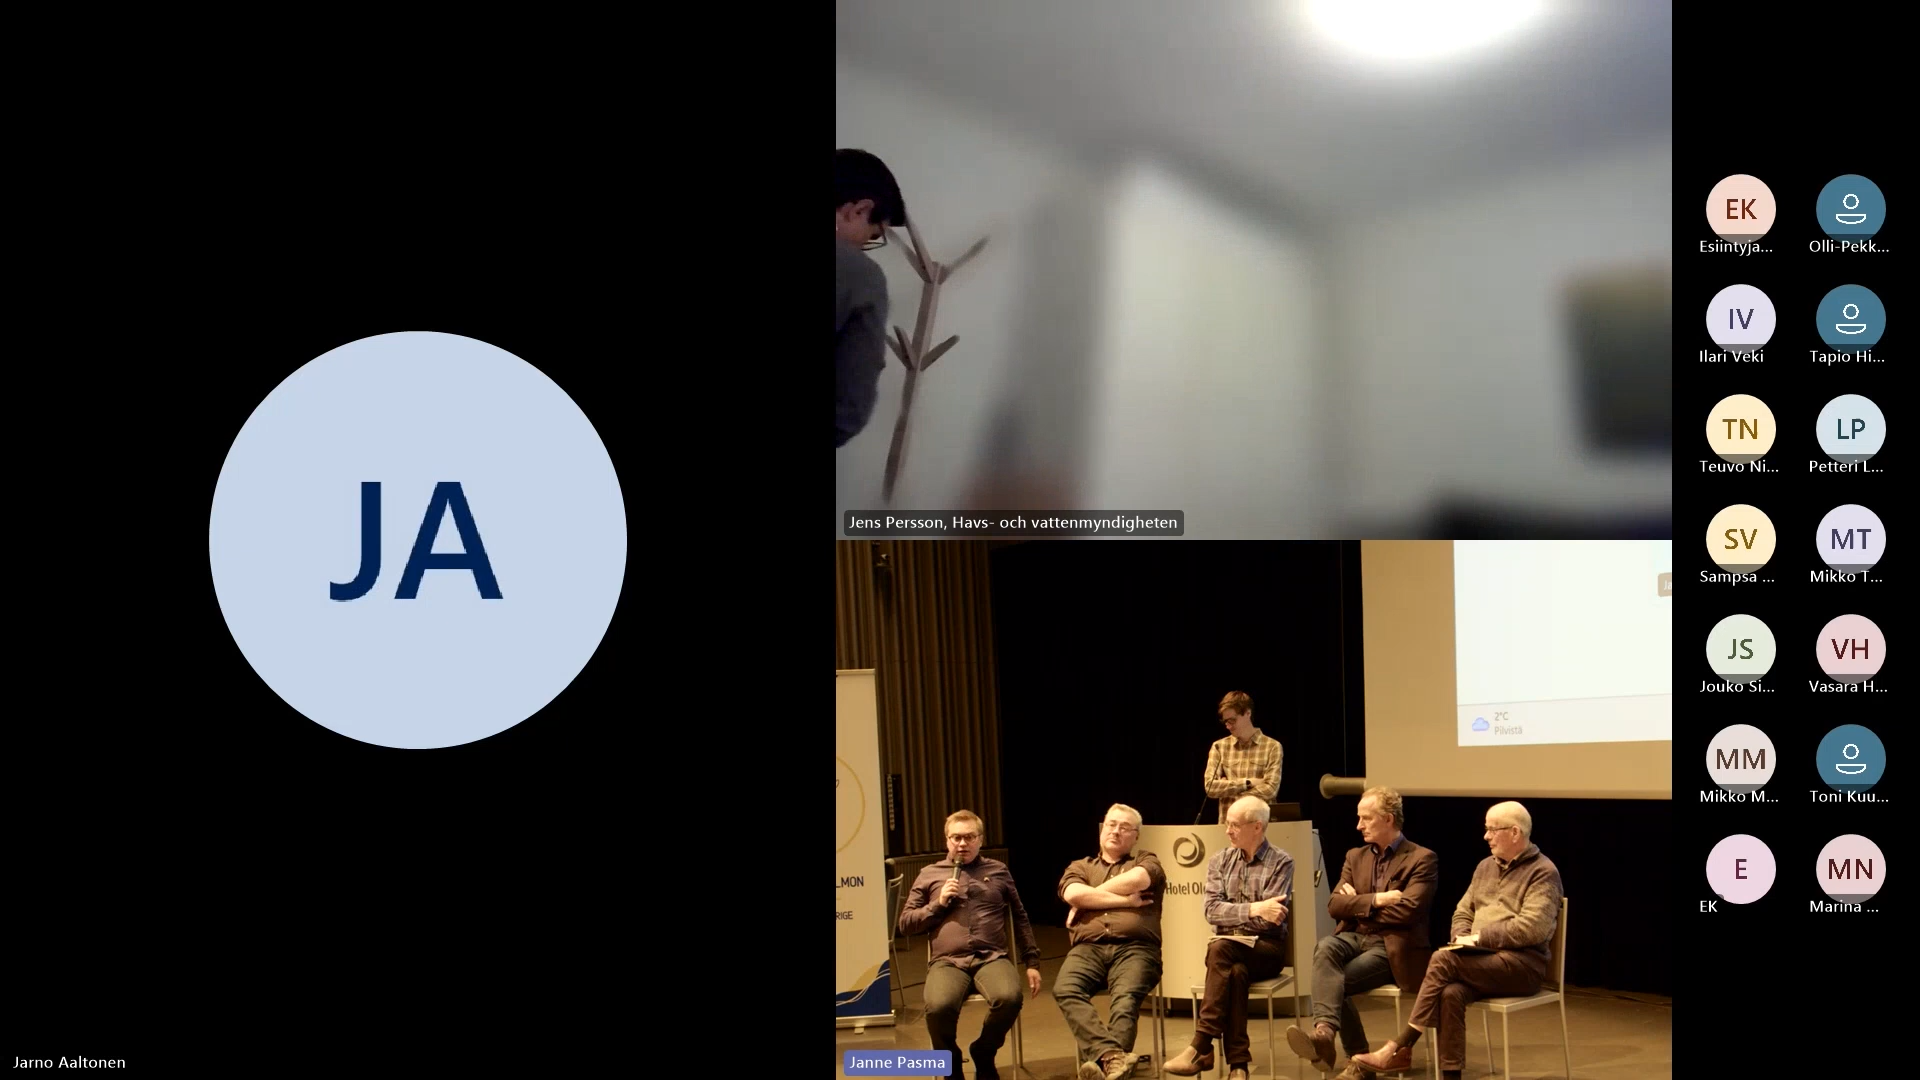 JA
Jarno Aaltonen
Jens Persson, Havs- och vattenmyndigheten
2°C
Pilvistä
LMON
RIGE
Hotel Ol
Janne Pasma
EK
Esiintyja...
Olli-Pekk...
IV
Ilari Veki
Tapio Hi...
TN
Teuvo Ni...
LP
Petteri L...
SV
Sampsa ...
MT
Mikko T...
JS
Jouko Si...
VH
Vasara H...
MM
Mikko M...
Toni Kuu...
E
EK
MN
Marina ...